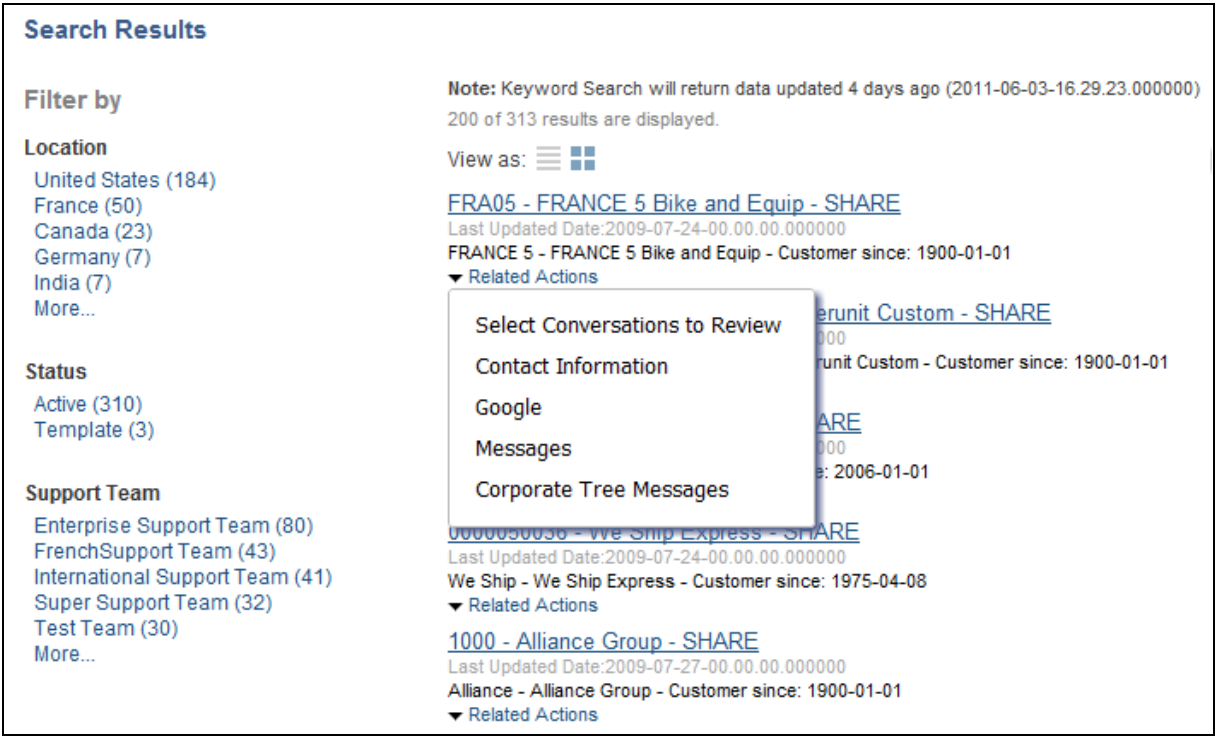 Search Results
Filter by
Location
United States (184)
France (50)
Canada (23)
Germany (7)
India (7)
More...
Status
Active (310)
Template (3)
Support Team
Enterprise Support Team (80)
FrenchSupport Team (43)
International Support Team (41)
Super Support Team (32)
Test Team (30)
More...
Note: Keyword Search will return data updated 4 days ago (2011-06-03-16.29.23.000000)
200 of 313 results are displayed.
View as:
FRA05 - FRANCE 5 Bike and Equip - SHARE
Last Updated Date:2009-07-24-00.00.00.000000
FRANCE 5 - FRANCE 5 Bike and Equip - Customer since: 1900-01-01
Related Actions
Select Conversations to Review
Contact Information
Google
Messages
Corporate Tree Messages
Custom - SHARE
Custom - Customer since: 1900-01-01
2006-01-01
0000050036 - We Ship Express - SHARE
Last Updated Date:2009-07-24-00.00.00.000000
We Ship - We Ship Express - Customer since: 1975-04-08
Related Actions
1000 - Alliance Group - SHARE
Last Updated Date:2009-07-27-00.00.00.000000
Alliance - Alliance Group - Customer since: 1900-01-01
Related Actions